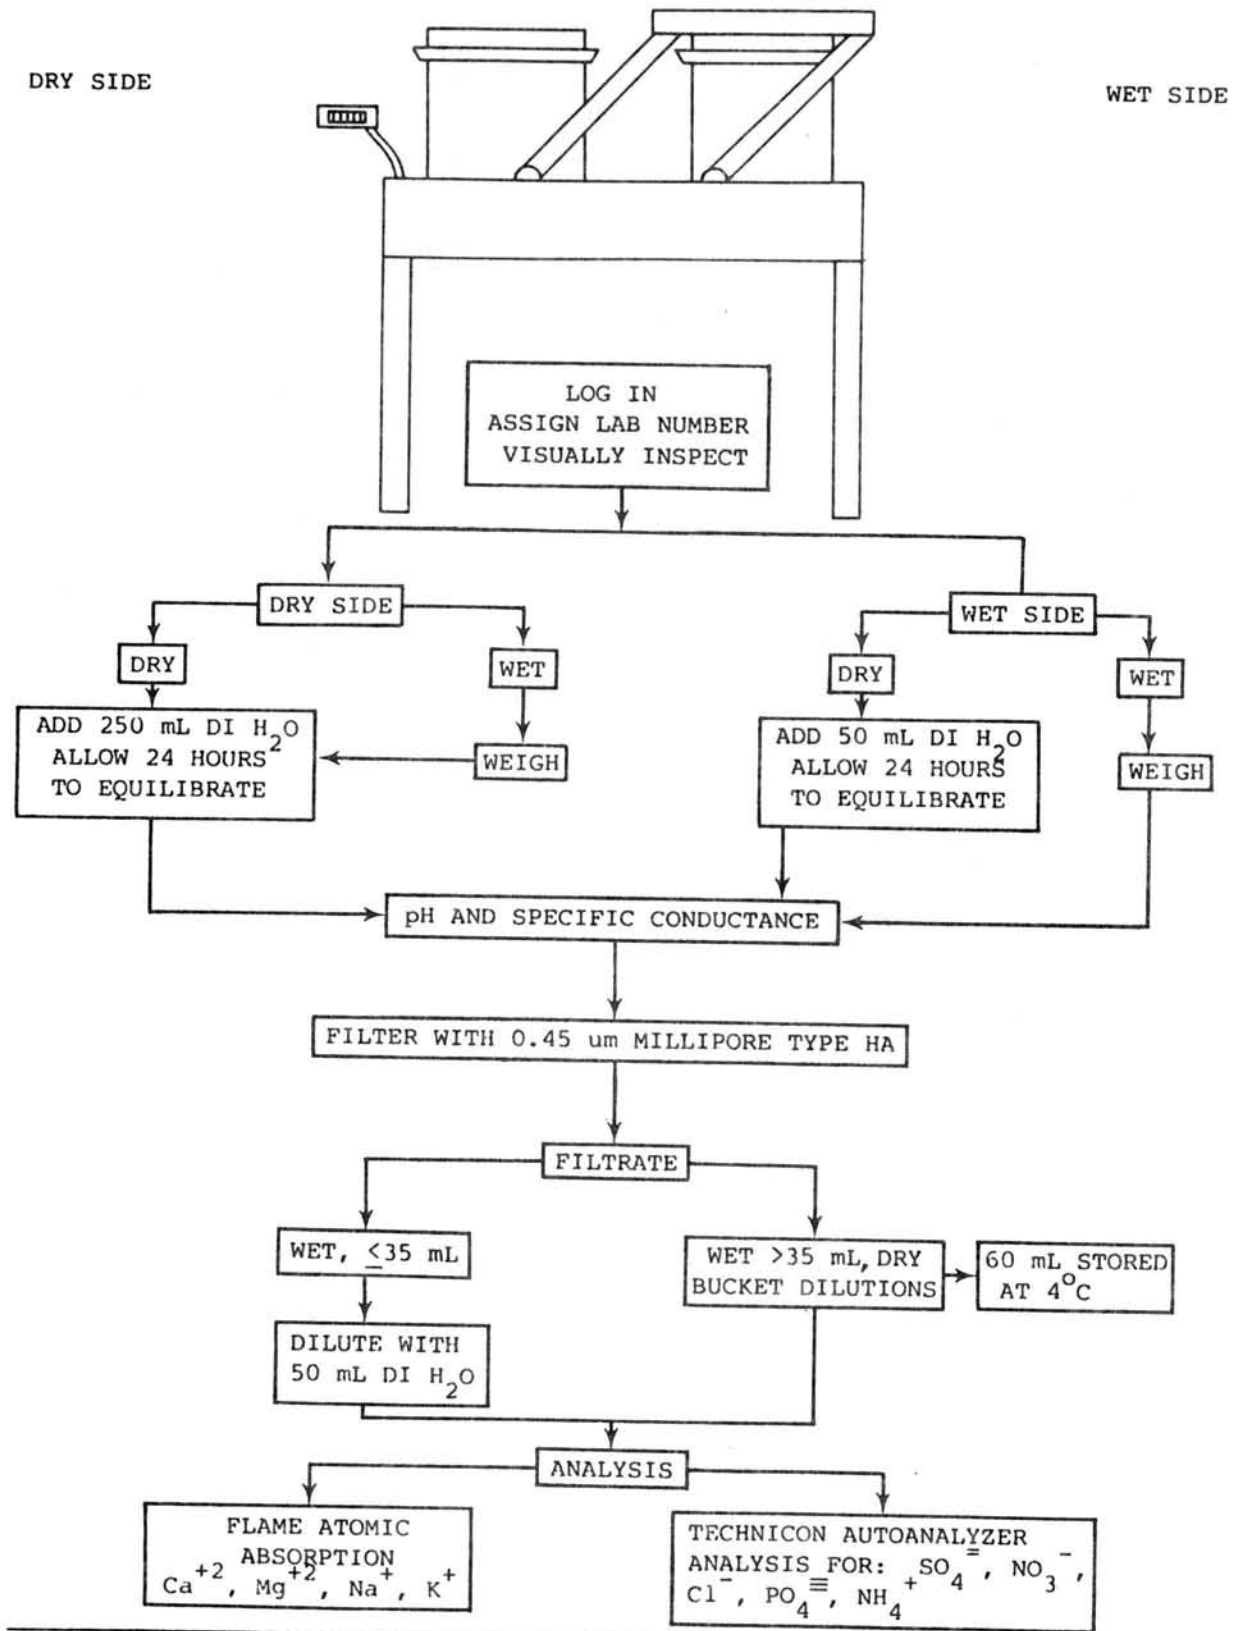 DRY SIDE
WET SIDE
LOG IN
ASSIGN LAB NUMBER
VISUALLY INSPECT
DRY SIDE
WET SIDE
DRY
WET
DRY
WET
ADD 250 mL DI H₂O
ALLOW 24 HOURS
TO EQUILIBRATE
WEIGH
ADD 50 mL DI H₂O
ALLOW 24 HOURS
TO EQUILIBRATE
WEIGH
pH AND SPECIFIC CONDUCTANCE
FILTER WITH 0.45 um MILLIPORE TYPE HA
FILTRATE
WET, ≤35 mL
WET >35 mL, DRY
BUCKET DILUTIONS
60 mL STORED
AT 4°C
DILUTE WITH
50 mL DI H₂O
ANALYSIS
FLAME ATOMIC
ABSORPTION
Ca⁺², Mg⁺², Na⁺, K⁺
TECHNICON AUTOANALYZER
ANALYSIS FOR: SO₄⁼, NO₃⁻,
Cl⁻, PO₄≡, NH₄⁺